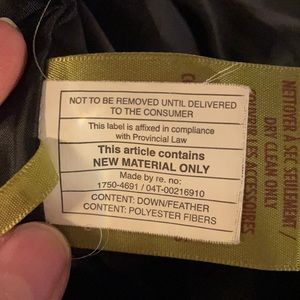 NOT TO BE REMOVED UNTIL DELIVERED
TO THE CONSUMER
This label is affixed in compliance
with Provincial Law
This article contains
NEW MATERIAL ONLY
Made by re. no:
1750-4691 / 04T-00216910
CONTENT: DOWN/FEATHER
CONTENT: POLYESTER FIBERS
NETTOYER A SEC SEULEMENT /
DRY CLEAN ONLY
LES ACCESSOIRES